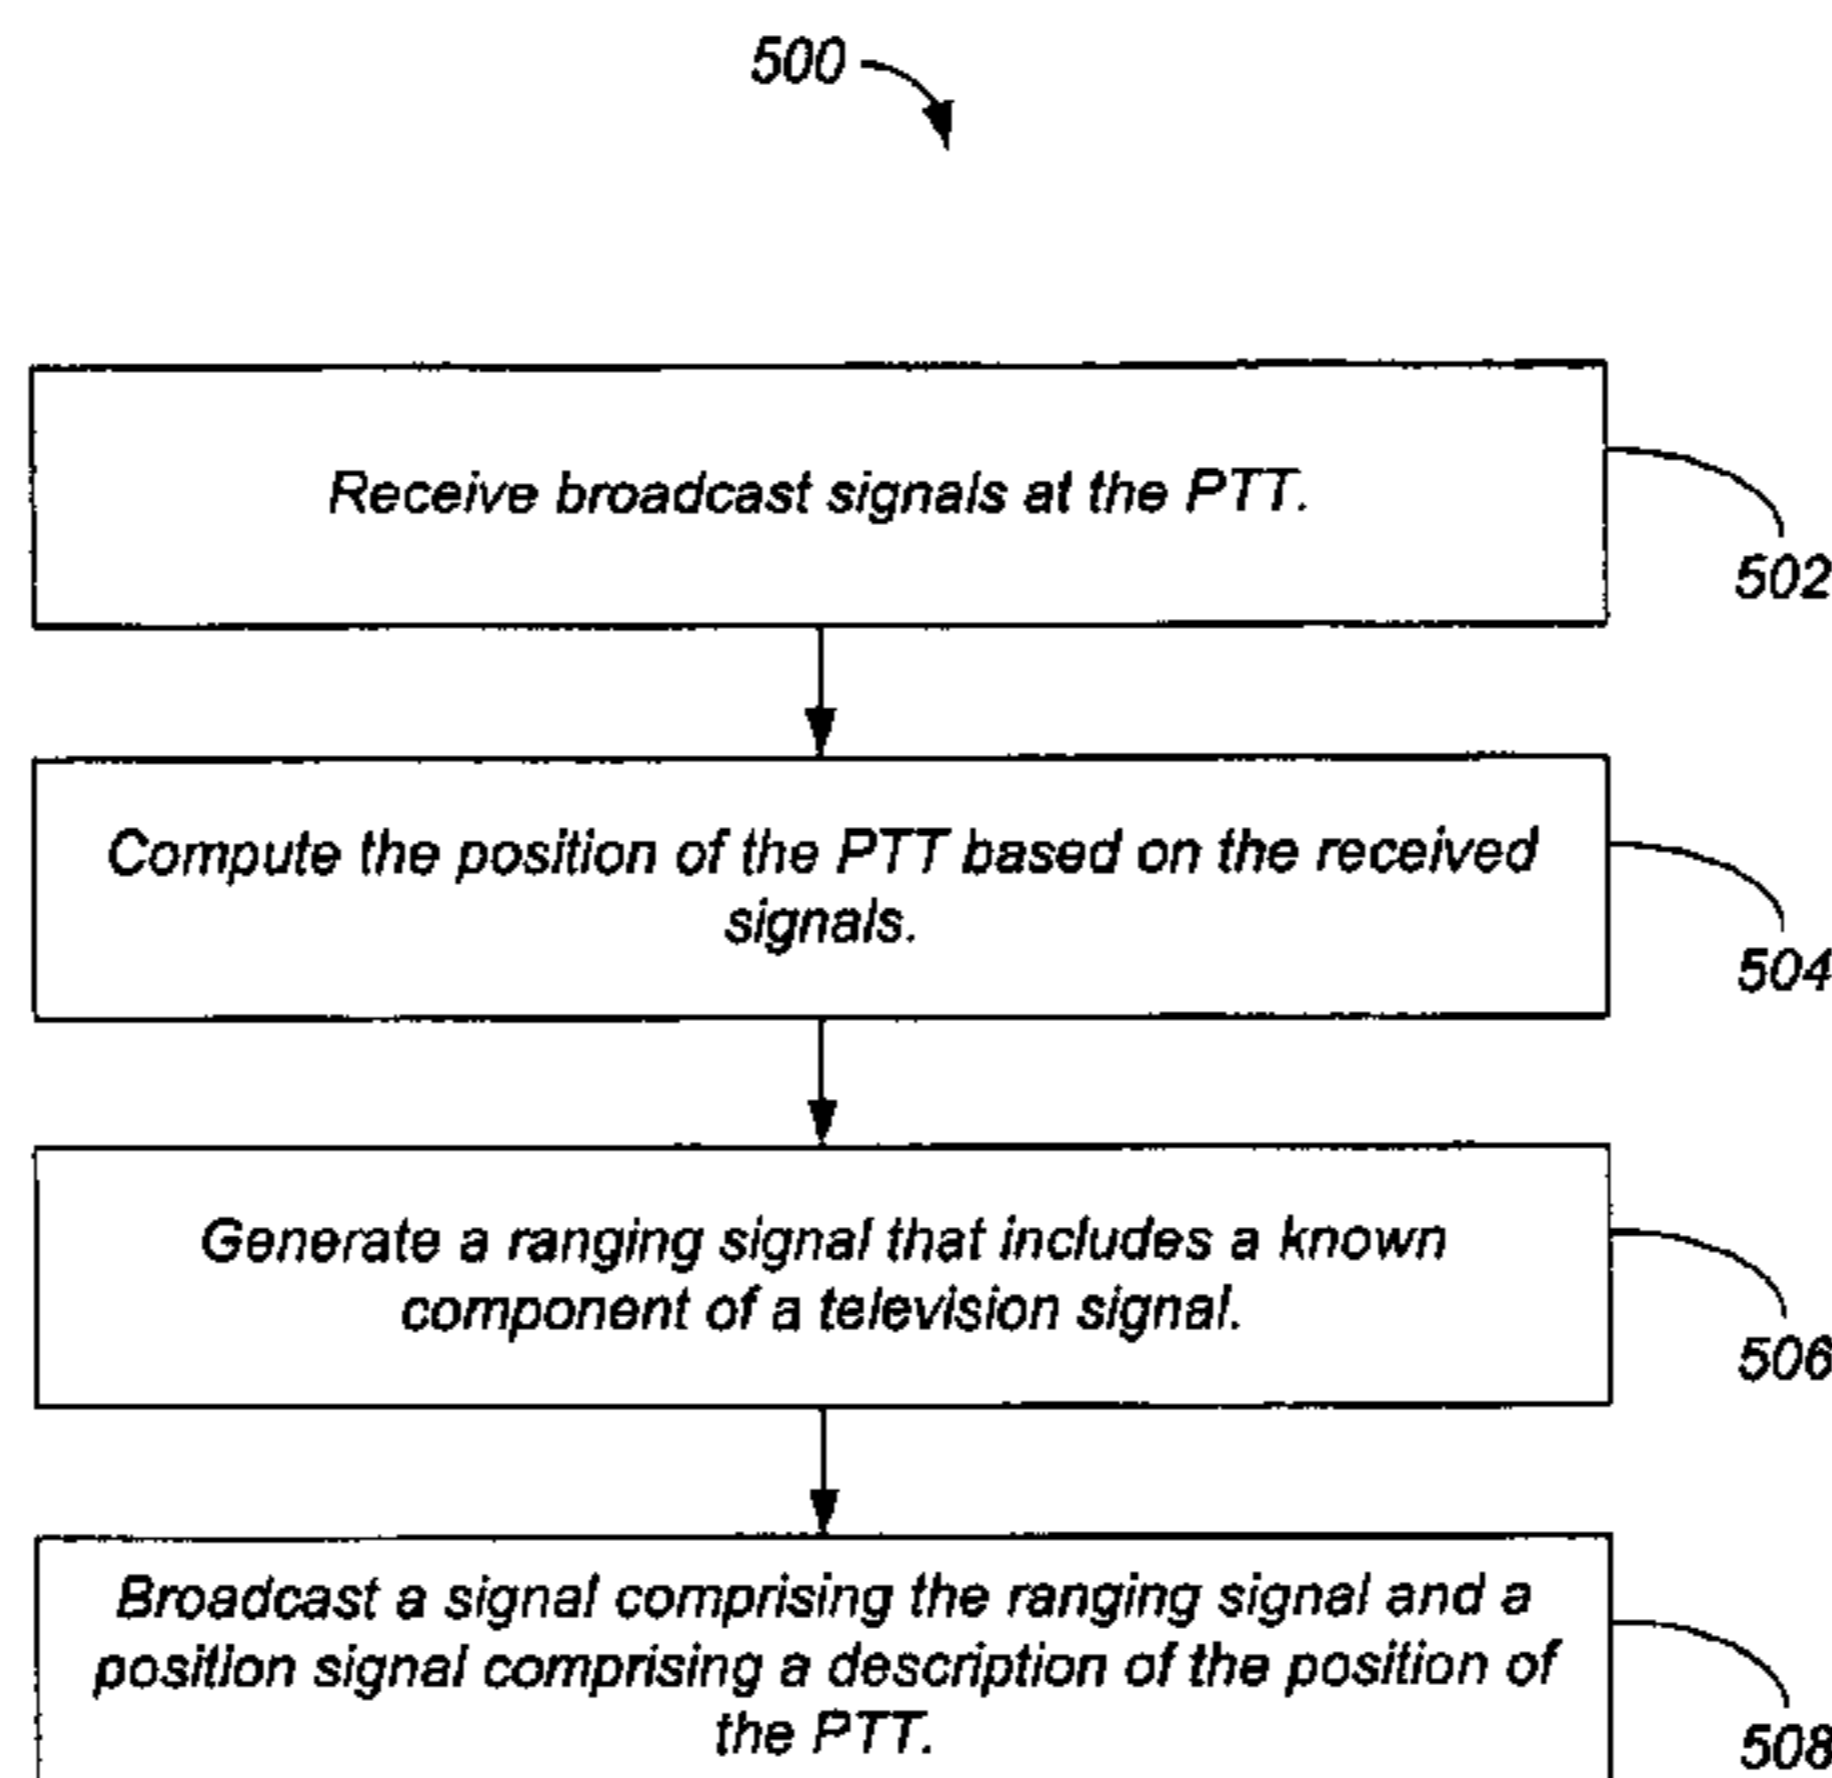 500
Receive broadcast signals at the PTT.
502
Compute the position of the PTT based on the received
signals.
504
Generate a ranging signal that includes a known
component of a television signal.
506
Broadcast a signal comprising the ranging signal and a
position signal comprising a description of the position of
the PTT.
508